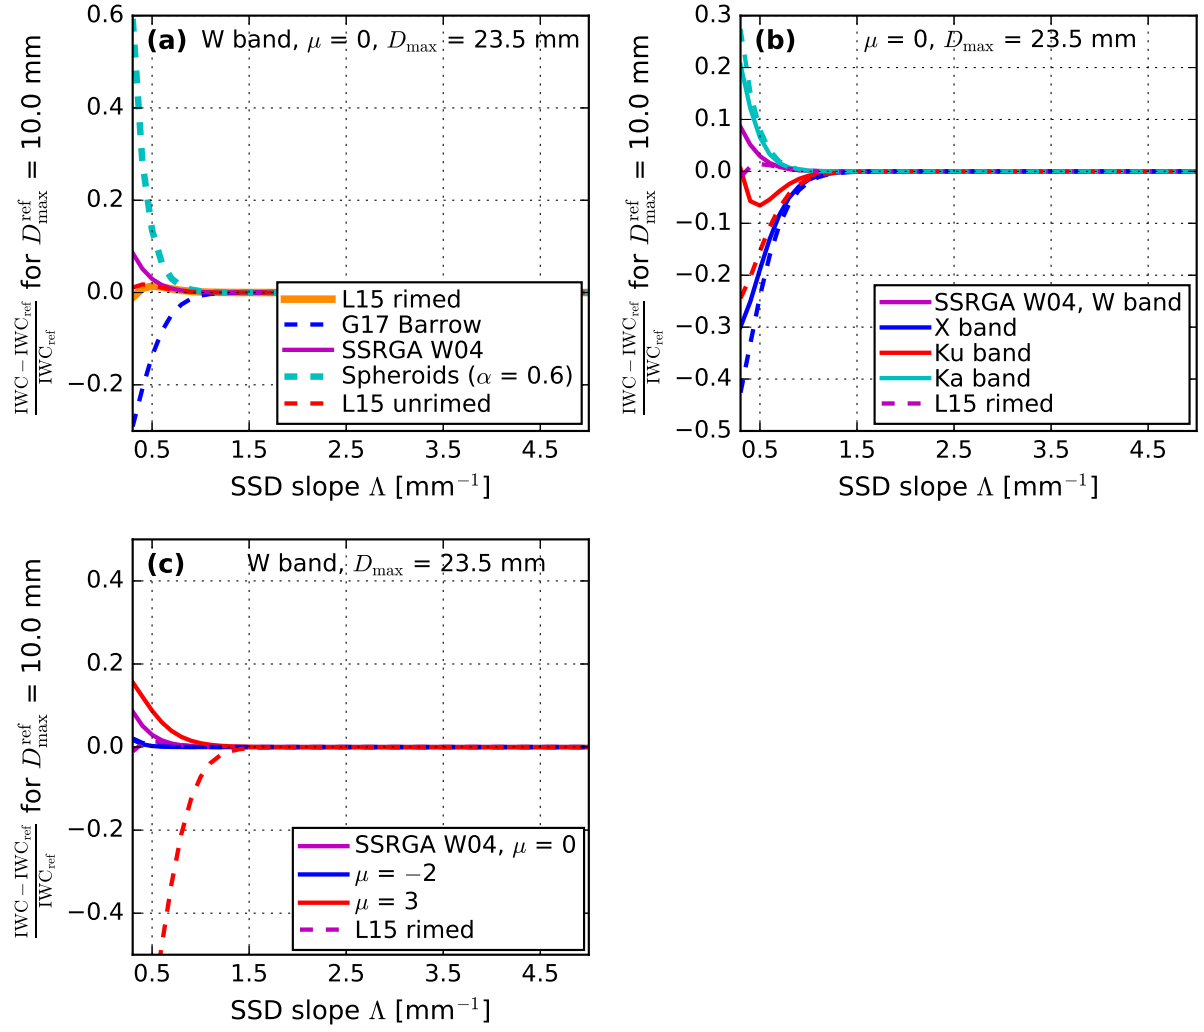 (a) W band, μ = 0, D_max = 23.5 mm
0.6
0.4
0.2
0.0
−0.2
0.5 1.5 2.5 3.5 4.5
SSD slope Λ [mm⁻¹]
(IWC − IWC_ref)/IWC_ref for D_max^ref = 10.0 mm
L15 rimed
G17 Barrow
SSRGA W04
Spheroids (α = 0.6)
L15 unrimed
(b) μ = 0, D_max = 23.5 mm
0.3
0.2
0.1
0.0
−0.1
−0.2
−0.3
−0.4
−0.5
0.5 1.5 2.5 3.5 4.5
SSD slope Λ [mm⁻¹]
(IWC − IWC_ref)/IWC_ref for D_max^ref = 10.0 mm
SSRGA W04, W band
X band
Ku band
Ka band
L15 rimed
(c) W band, D_max = 23.5 mm
0.4
0.2
0.0
−0.2
−0.4
0.5 1.5 2.5 3.5 4.5
SSD slope Λ [mm⁻¹]
(IWC − IWC_ref)/IWC_ref for D_max^ref = 10.0 mm
SSRGA W04, μ = 0
μ = −2
μ = 3
L15 rimed